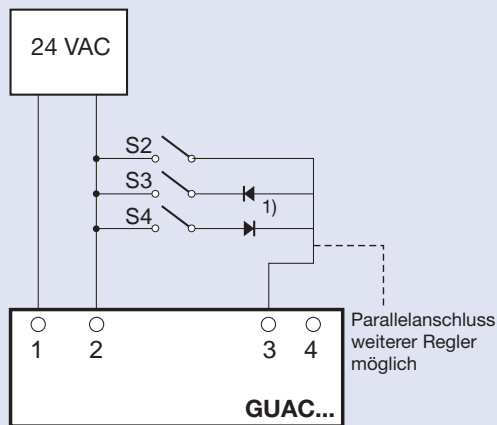 24 VAC
S2
S3
1)
S4
Parallelanschluss
weiterer Regler
möglich
1 2 3 4
GUAC...